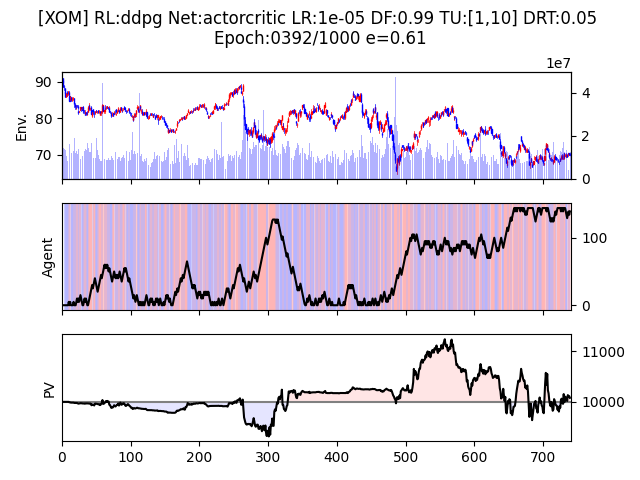 [XOM] RL:ddpg Net:actorcritic LR:1e-05 DF:0.99 TU:[1,10] DRT:0.05
Epoch:0392/1000 e=0.61
1e7
90
80
70
Env.
4
2
0
Agent
100
0
PV
11000
10000
0 100 200 300 400 500 600 700